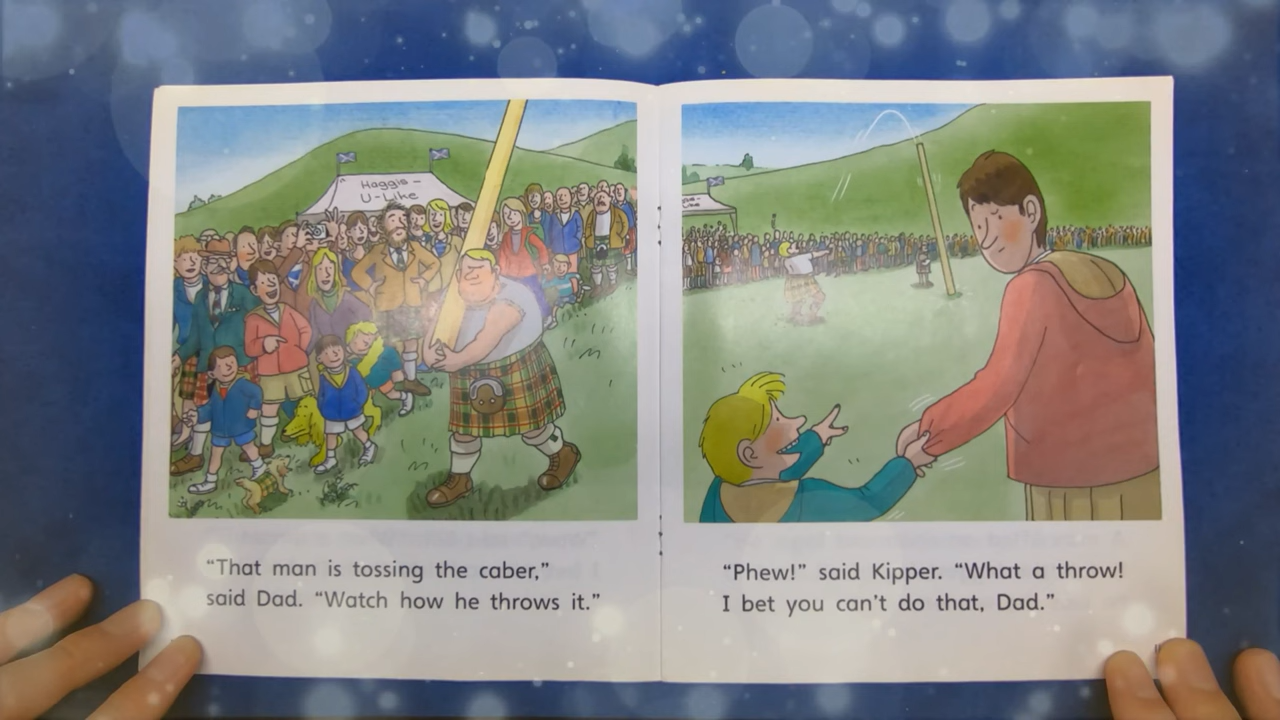 Haggis -
U-Like
"That man is tossing the caber,"
said Dad. "Watch how he throws it."
"Phew!" said Kipper. "What a throw!
I bet you can't do that, Dad."